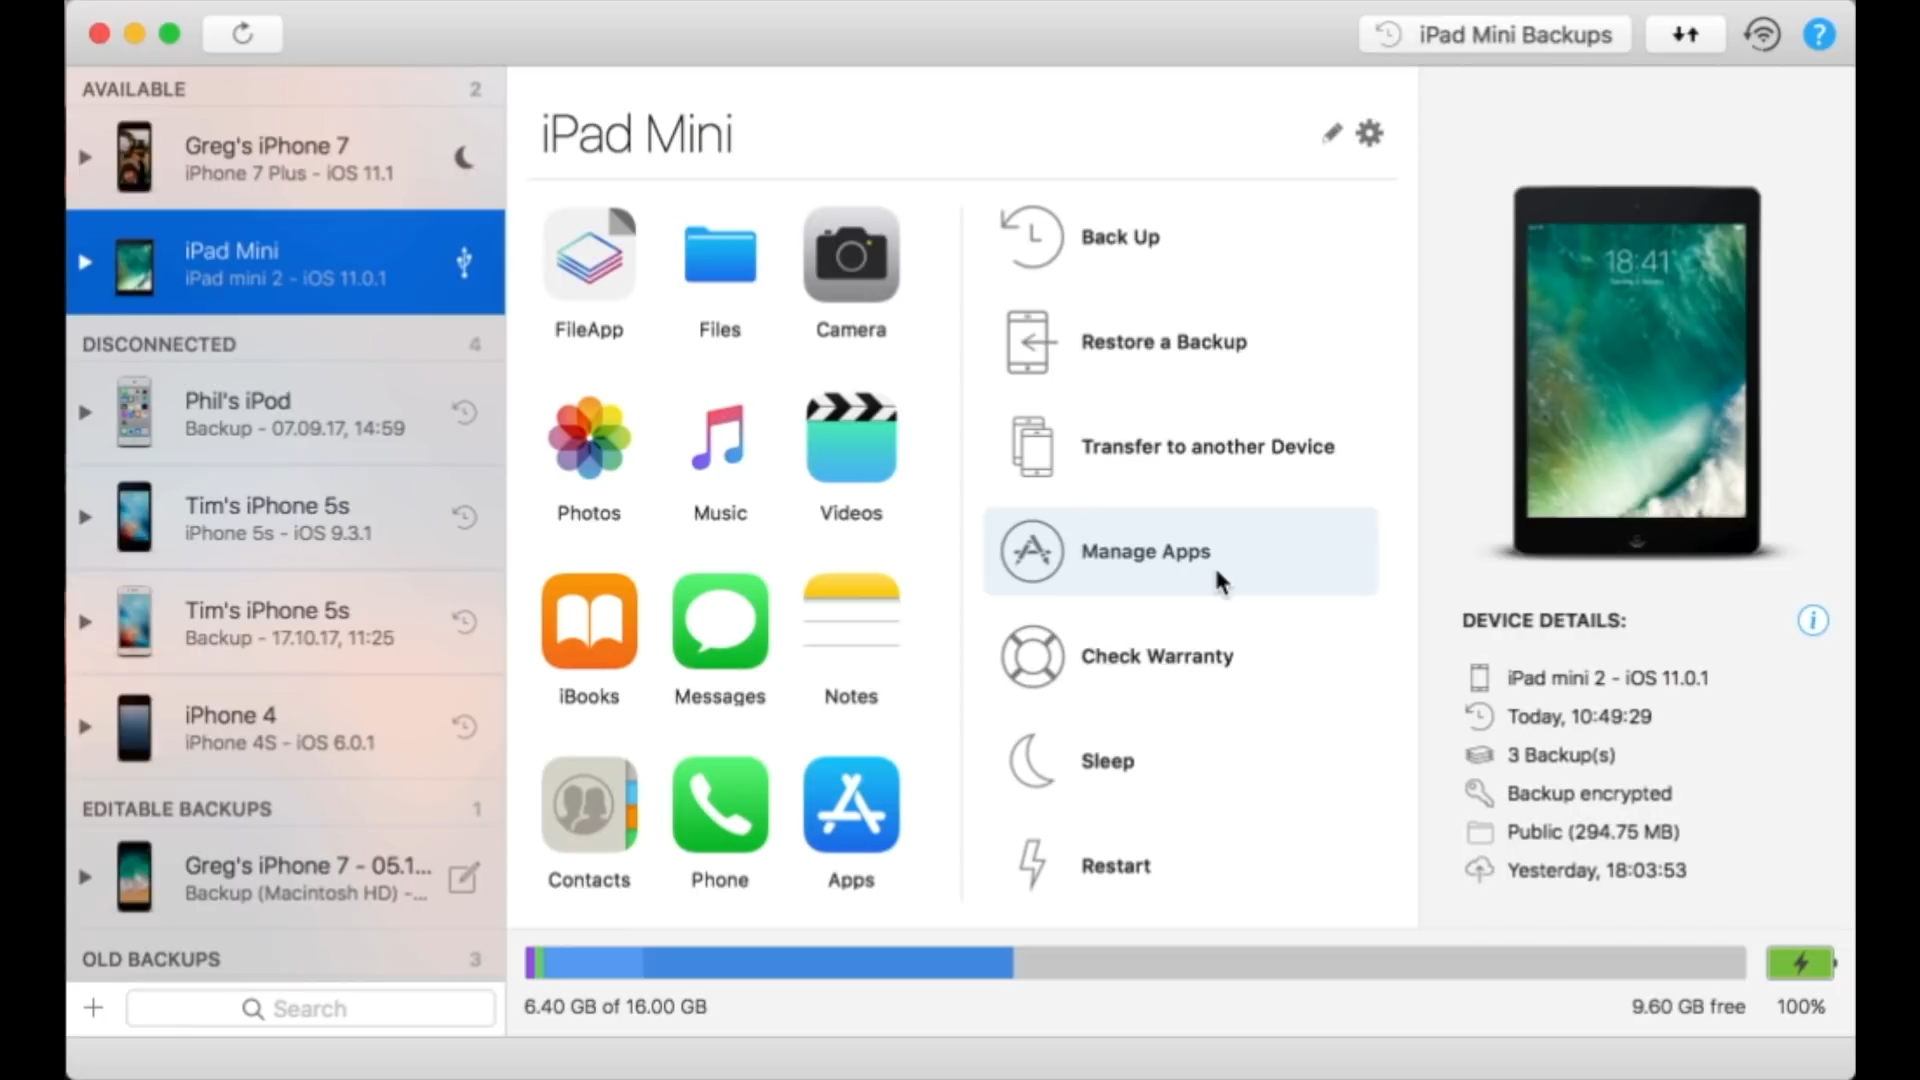 iPad Mini Backups
?
AVAILABLE 2
Greg's iPhone 7
iPhone 7 Plus - iOS 11.1
iPad Mini
iPad mini 2 - iOS 11.0.1
DISCONNECTED 4
Phil's iPod
Backup - 07.09.17, 14:59
Tim's iPhone 5s
iPhone 5s - iOS 9.3.1
Tim's iPhone 5s
Backup - 17.10.17, 11:25
iPhone 4
iPhone 4S - iOS 6.0.1
EDITABLE BACKUPS 1
Greg's iPhone 7 - 05.1...
Backup (Macintosh HD) -...
OLD BACKUPS 3
Search
iPad Mini
FileApp
Files
Camera
Photos
Music
Videos
iBooks
Messages
Notes
Contacts
Phone
Apps
Back Up
Restore a Backup
Transfer to another Device
Manage Apps
Check Warranty
Sleep
Restart
18:41
DEVICE DETAILS:
i
iPad mini 2 - iOS 11.0.1
Today, 10:49:29
3 Backup(s)
Backup encrypted
Public (294.75 MB)
Yesterday, 18:03:53
6.40 GB of 16.00 GB
9.60 GB free
100%